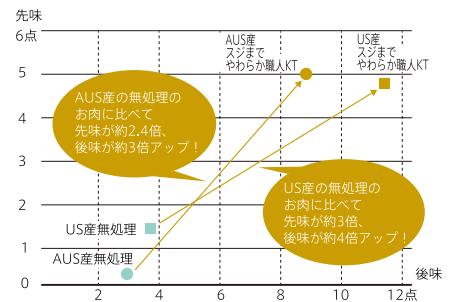 先味
6点
5
4
3
2
1
0
2
4
6
8
10
12点
後味
AUS産
スジまで
やわらか職人KT
US産
スジまで
やわらか職人KT
AUS産の無処理の
お肉に比べて
先味が約2.4倍、
後味が約3倍アップ！
US産の無処理の
お肉に比べて
先味が約3倍、
後味が約4倍アップ！
US産無処理
AUS産無処理